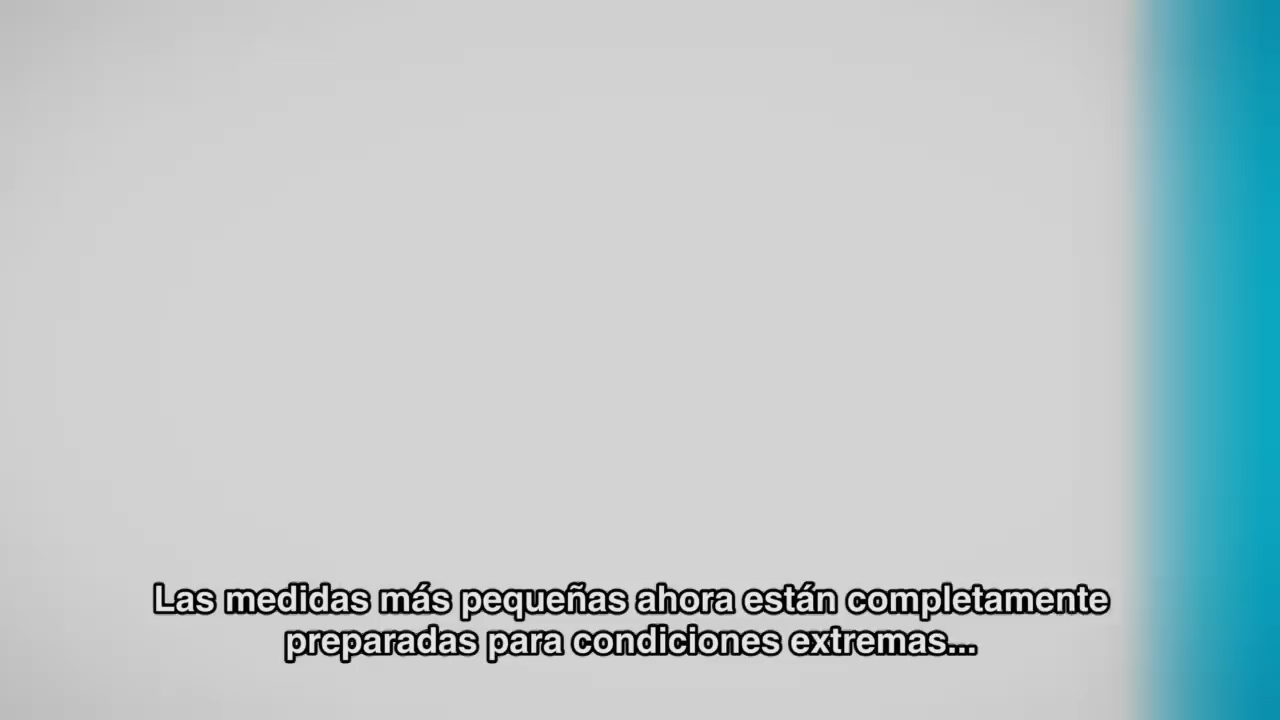 Las medidas más pequeñas ahora están completamente
preparadas para condiciones extremas...